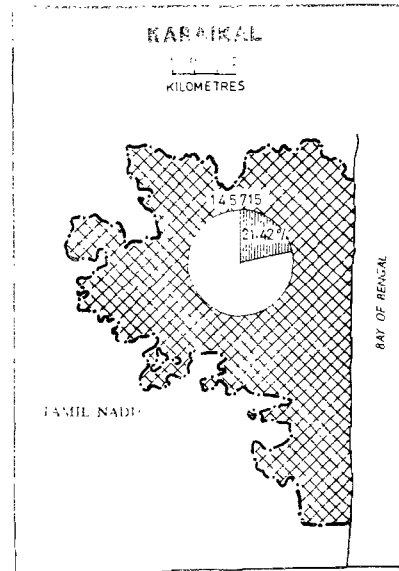 KARAIKAL
KILOMETRES
145715
21.42%
BAY OF BENGAL
TAMIL NADU